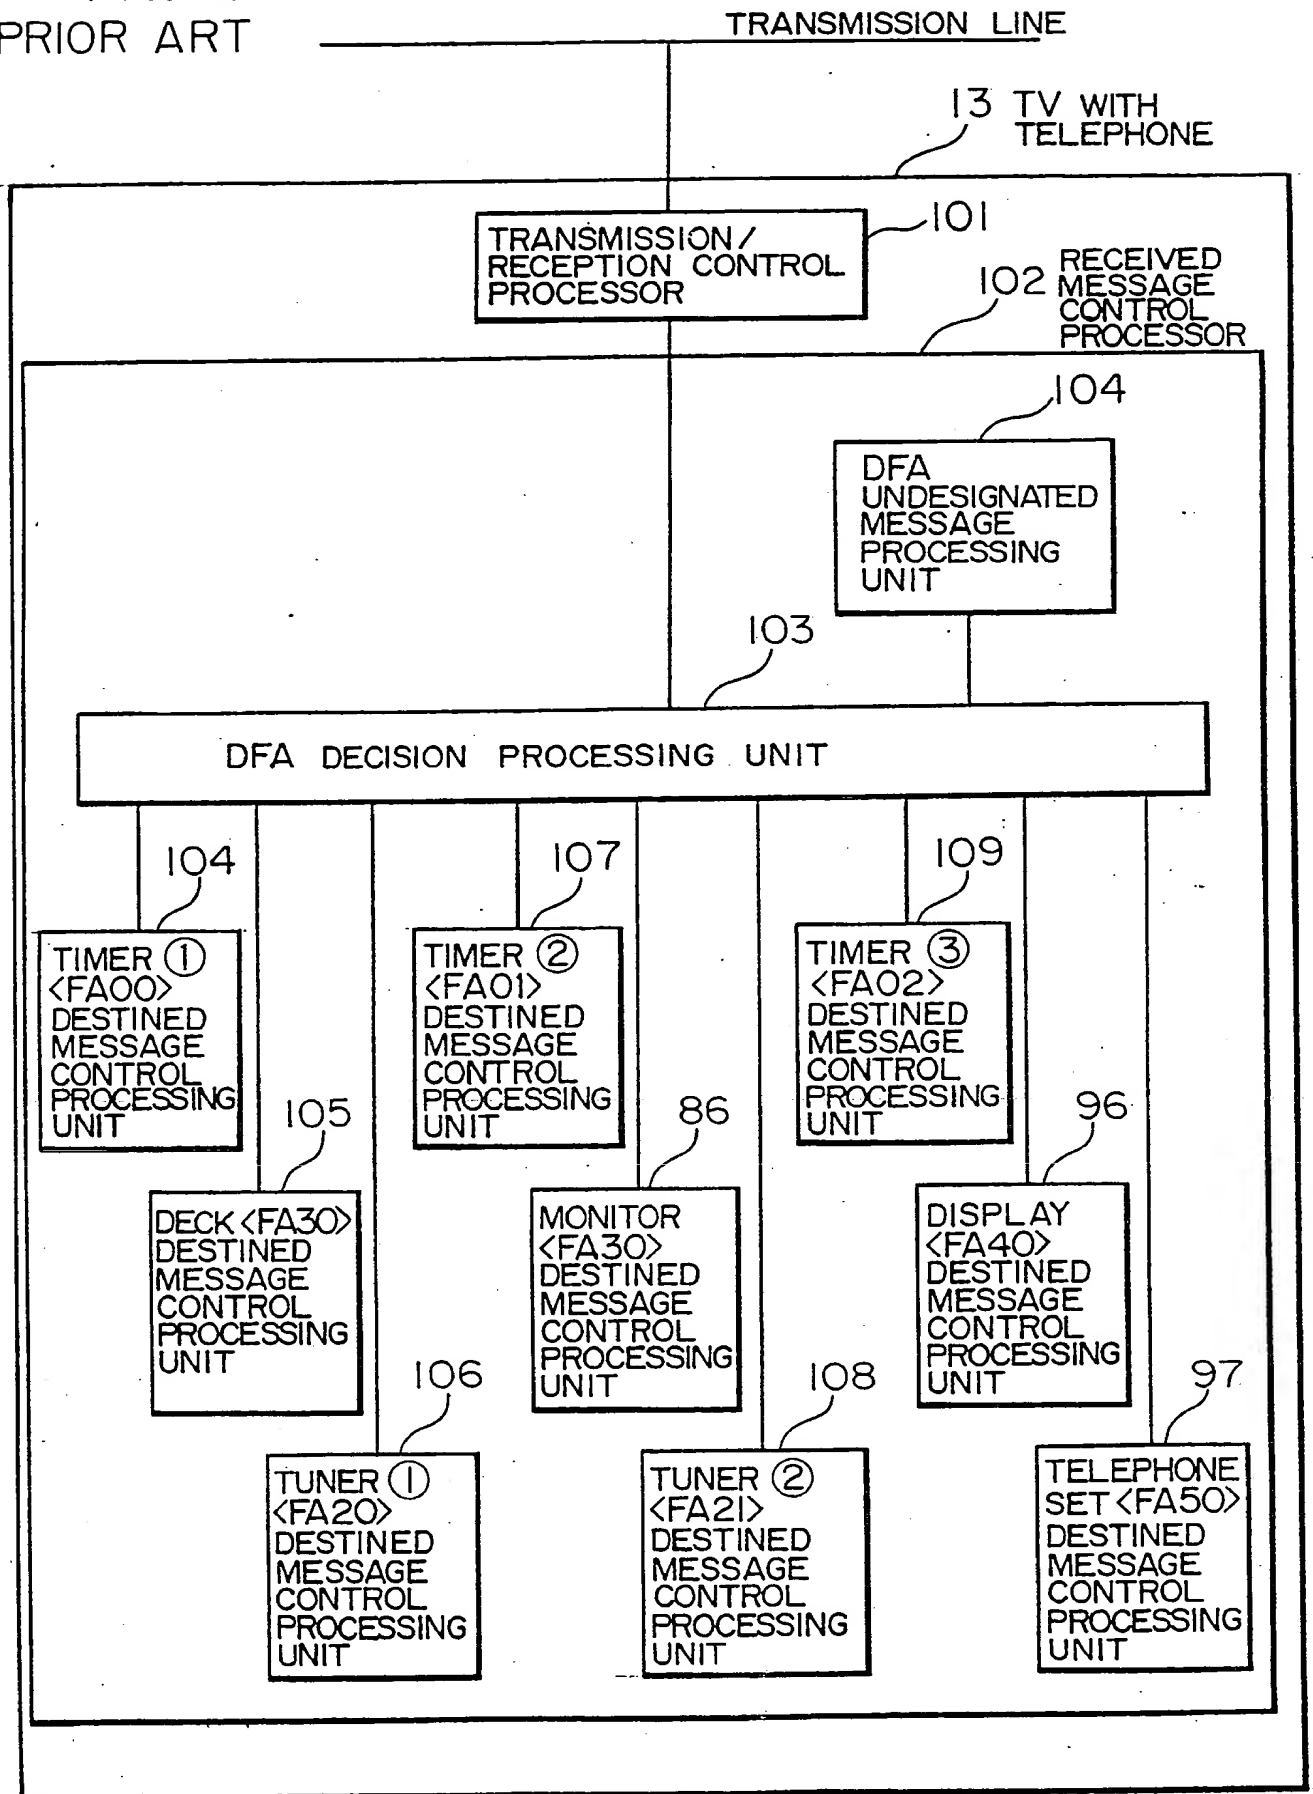 PRIOR ART
TRANSMISSION LINE
13 TV WITH
TELEPHONE
101
TRANSMISSION/
RECEPTION CONTROL
PROCESSOR
102 RECEIVED
MESSAGE
CONTROL
PROCESSOR
104
DFA
UNDESIGNATED
MESSAGE
PROCESSING
UNIT
103
DFA DECISION PROCESSING UNIT
104
TIMER ①
<FA00>
DESTINED
MESSAGE
CONTROL
PROCESSING
UNIT
107
TIMER ②
<FA01>
DESTINED
MESSAGE
CONTROL
PROCESSING
UNIT
109
TIMER ③
<FA02>
DESTINED
MESSAGE
CONTROL
PROCESSING
UNIT
105
DECK <FA30>
DESTINED
MESSAGE
CONTROL
PROCESSING
UNIT
86
MONITOR
<FA30>
DESTINED
MESSAGE
CONTROL
PROCESSING
UNIT
96
DISPLAY
<FA40>
DESTINED
MESSAGE
CONTROL
PROCESSING
UNIT
106
TUNER ①
<FA20>
DESTINED
MESSAGE
CONTROL
PROCESSING
UNIT
108
TUNER ②
<FA21>
DESTINED
MESSAGE
CONTROL
PROCESSING
UNIT
97
TELEPHONE
SET <FA50>
DESTINED
MESSAGE
CONTROL
PROCESSING
UNIT